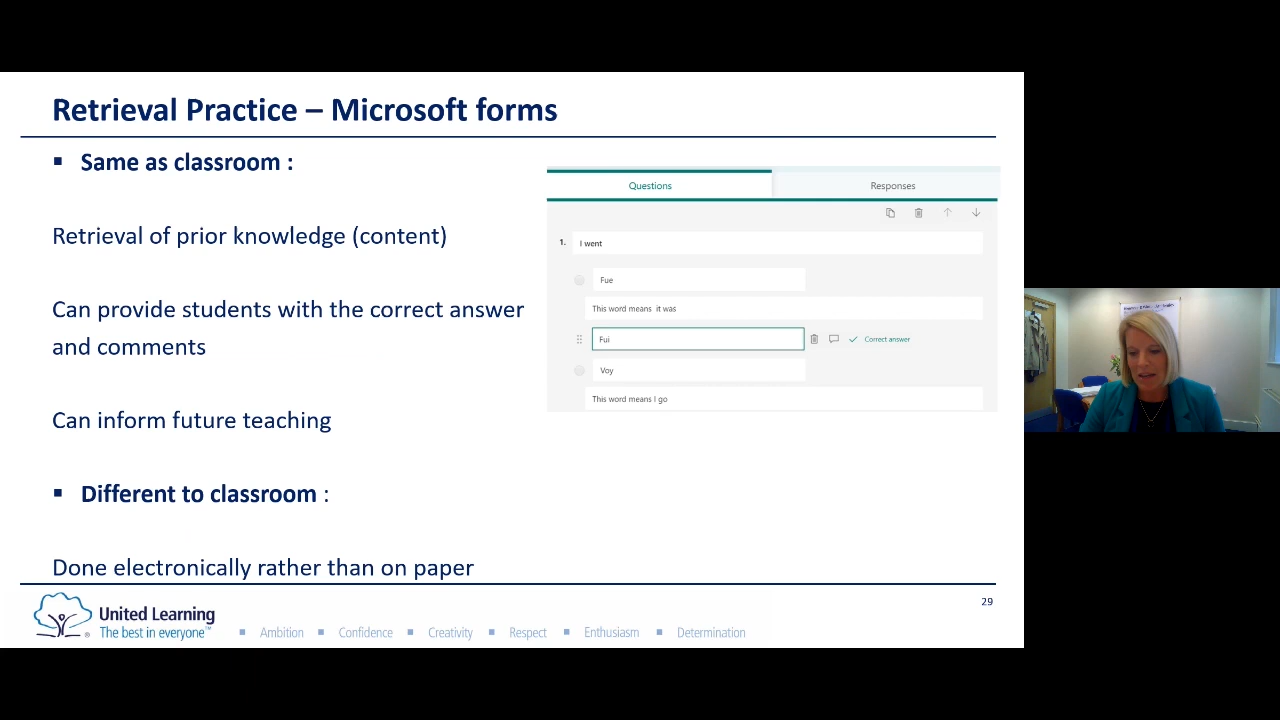 Retrieval Practice – Microsoft forms
▪ Same as classroom :
Retrieval of prior knowledge (content)
Can provide students with the correct answer
and comments
Can inform future teaching
▪ Different to classroom :
Done electronically rather than on paper
Questions
Responses
1. I went
Fue
This word means it was
Fui
Correct answer
Voy
This word means I go
29
United Learning
The best in everyone™
▪ Ambition ▪ Confidence ▪ Creativity ▪ Respect ▪ Enthusiasm ▪ Determination